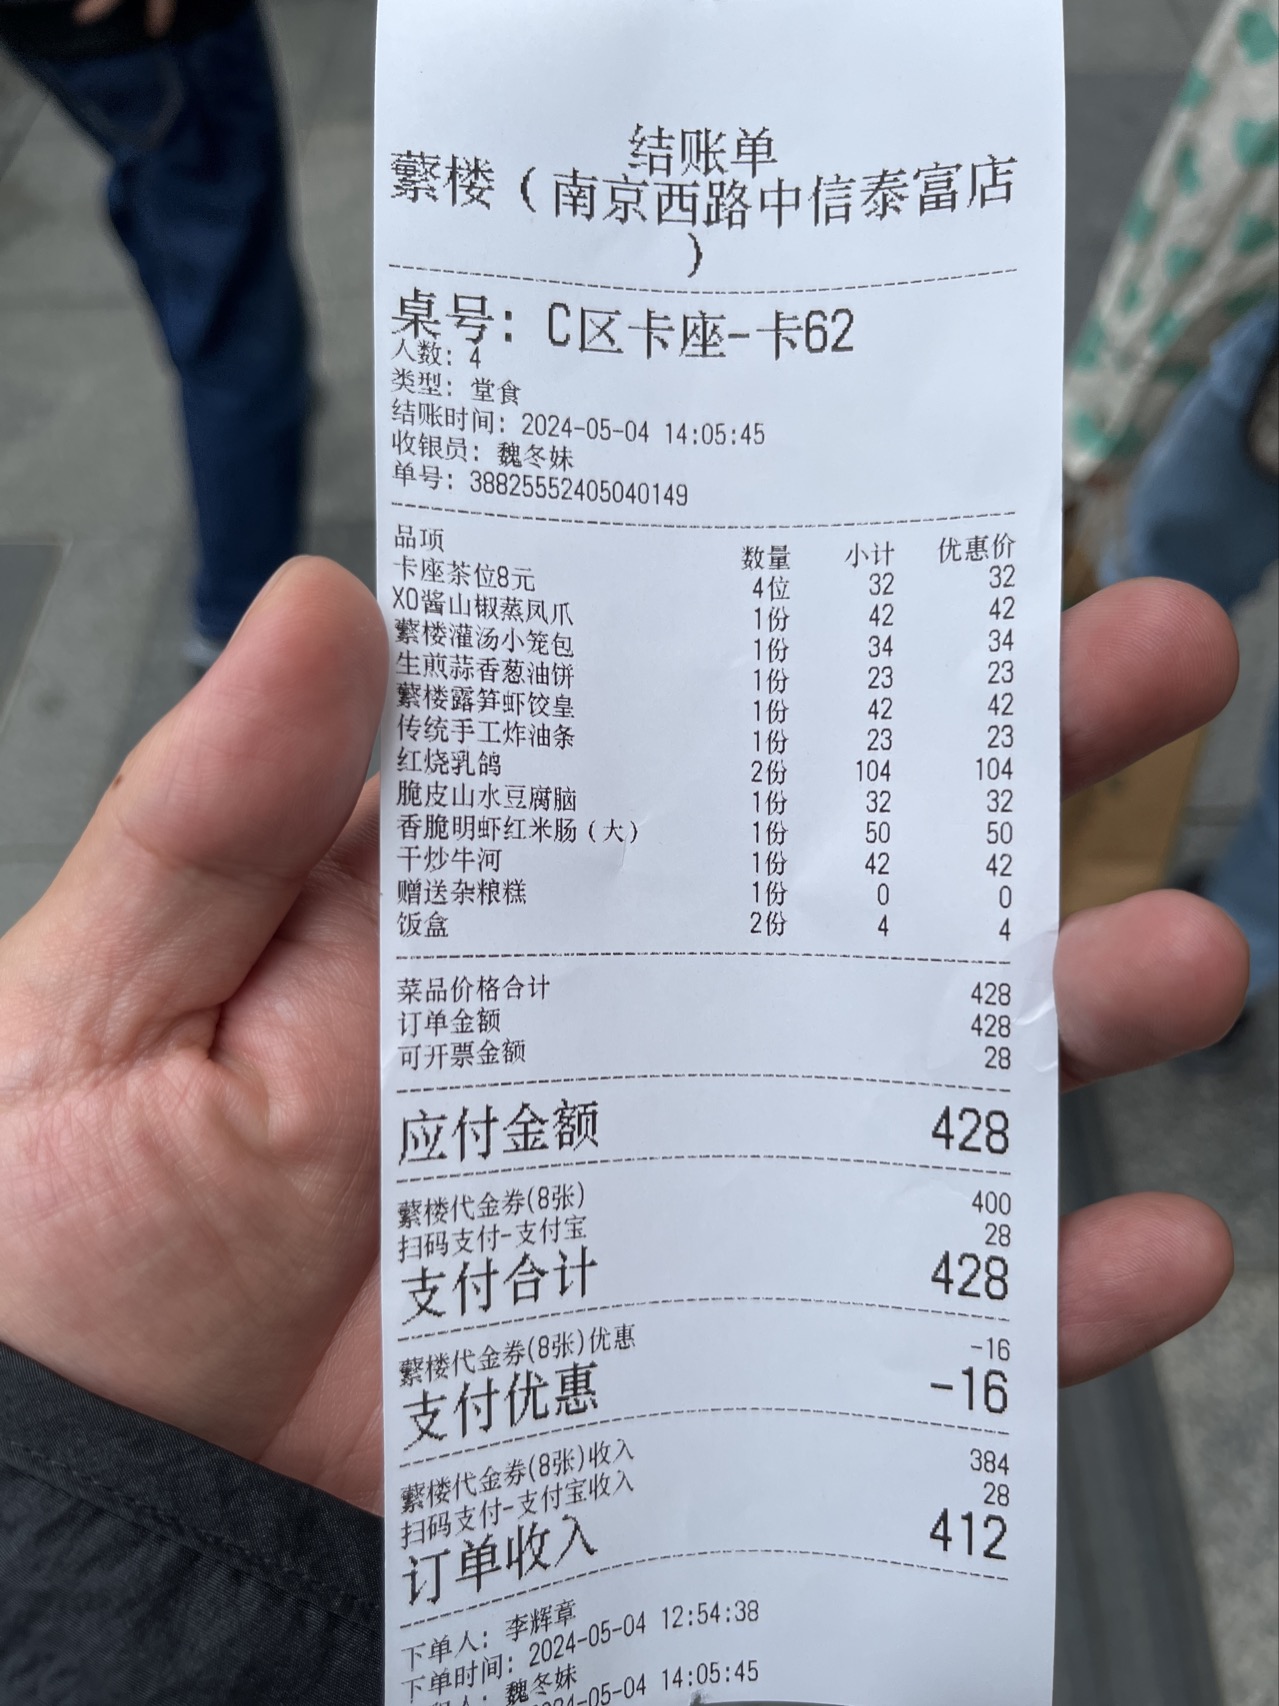 结账单
蘩楼（南京西路中信泰富店
）
桌号：C区卡座-卡62
人数：4
类型：堂食
结账时间：2024-05-04 14:05:45
收银员：魏冬妹
单号：38825552405040149
品项 数量 小计 优惠价
卡座茶位8元 4位 32 32
XO酱山椒蒸凤爪 1份 42 42
蘩楼灌汤小笼包 1份 34 34
生煎蒜香葱油饼 1份 23 23
蘩楼露笋虾饺皇 1份 42 42
传统手工炸油条 1份 23 23
红烧乳鸽 2份 104 104
脆皮山水豆腐脑 1份 32 32
香脆明虾红米肠（大） 1份 50 50
干炒牛河 1份 42 42
赠送杂粮糕 1份 0 0
饭盒 2份 4 4
菜品价格合计 428
订单金额 428
可开票金额 28
应付金额 428
蘩楼代金券(8张) 400
扫码支付-支付宝 28
支付合计 428
蘩楼代金券(8张)优惠 -16
支付优惠 -16
蘩楼代金券(8张)收入 384
扫码支付-支付宝收入 28
订单收入 412
下单人：李辉章
下单时间：2024-05-04 12:54:38
人：魏冬妹
24-05-04 14:05:45